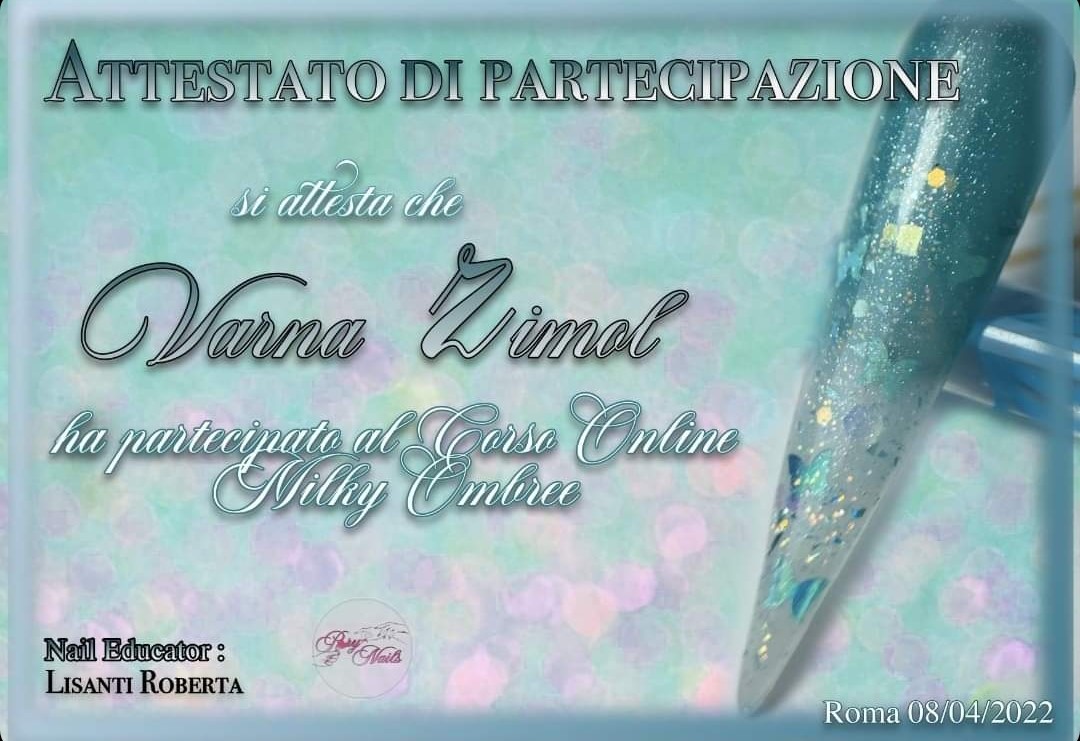 Attestato di partecipazione
si attesta che
Varna Zimol
ha partecipato al Corso Online
Milky Ombree
Nail Educator :
Lisanti Roberta
Nails
Roma 08/04/2022